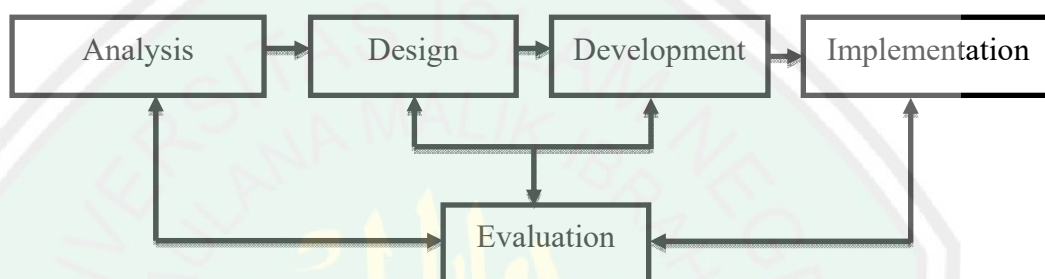 Analysis
Design
Development
Implementation
Evaluation